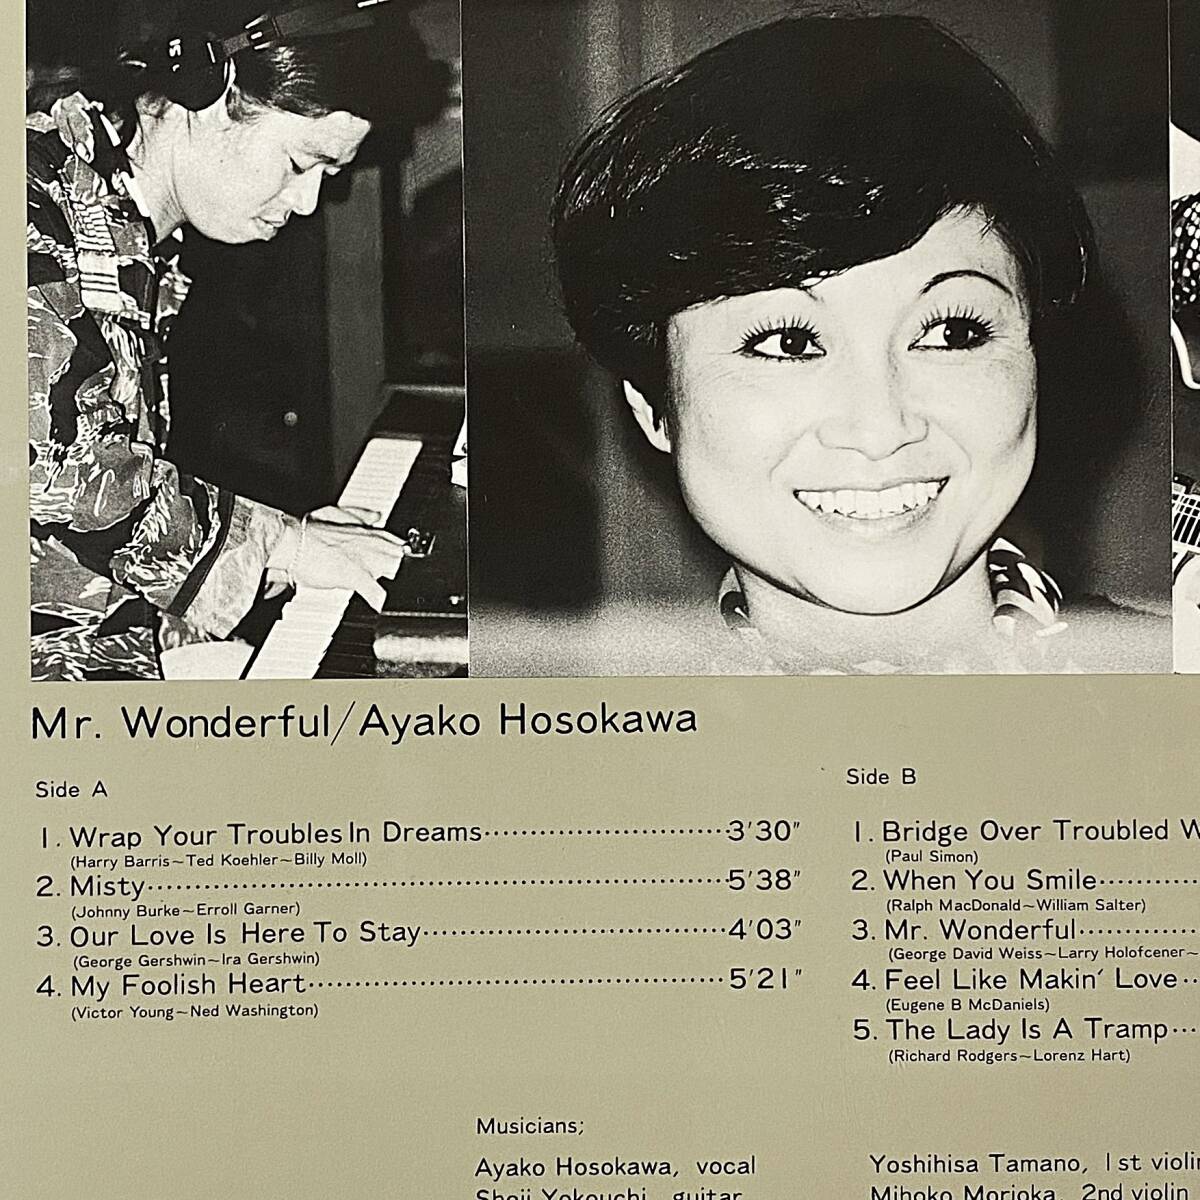 Mr. Wonderful/Ayako Hosokawa
Side A
1. Wrap Your Troubles In Dreams 3'30"
(Harry Barris~Ted Koehler~Billy Moll)
2. Misty 5'38"
(Johnny Burke~Erroll Garner)
3. Our Love Is Here To Stay 4'03"
(George Gershwin~Ira Gershwin)
4. My Foolish Heart 5'21"
(Victor Young~Ned Washington)
Side B
1. Bridge Over Troubled
(Paul Simon)
2. When You Smile
(Ralph MacDonald~William Salter)
3. Mr. Wonderful
(George David Weiss~Larry Holofcener~
4. Feel Like Makin' Love
(Eugene B McDaniels)
5. The Lady Is A Tramp
(Richard Rodgers~Lorenz Hart)
Musicians;
Ayako Hosokawa, vocal
Shoji Yokouchi, guitar
Yoshihisa Tamano, 1st violin
Mihoko Morioka, 2nd violin